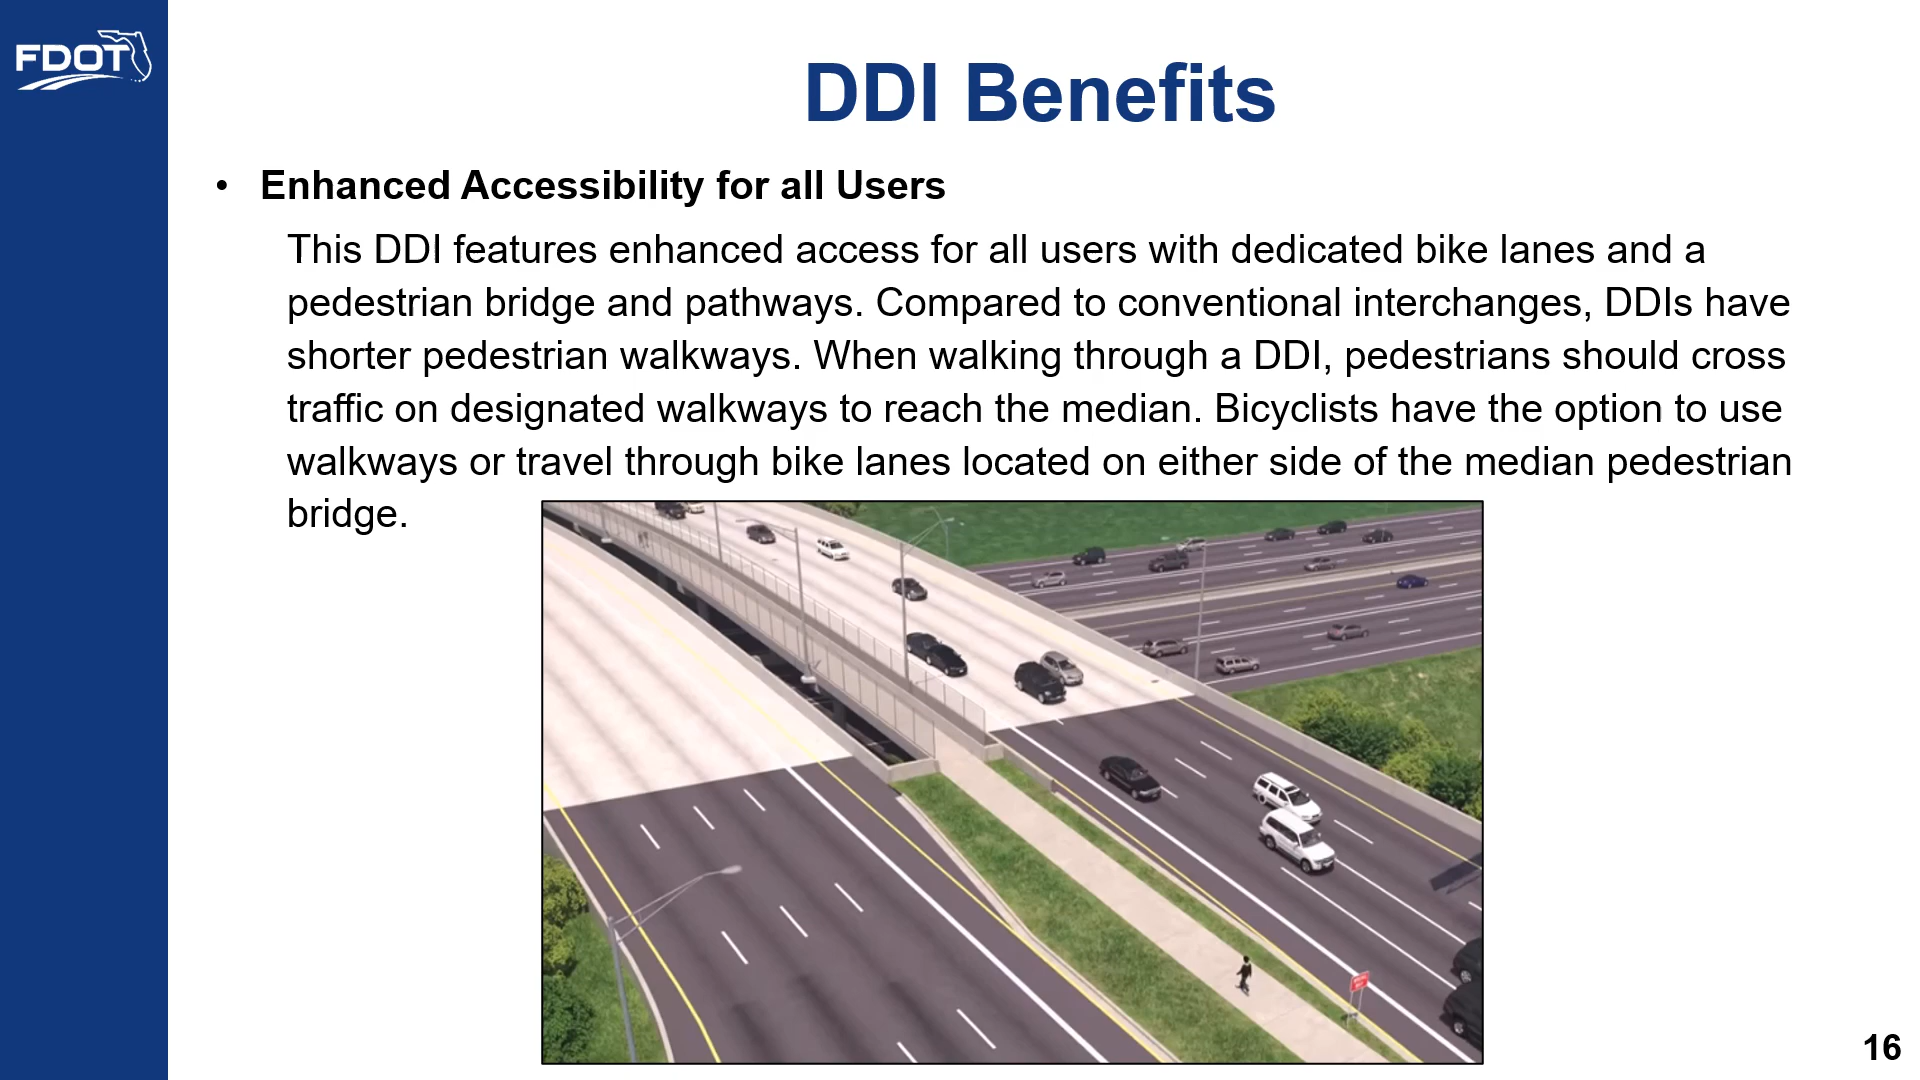 FDOT
DDI Benefits
• Enhanced Accessibility for all Users
This DDI features enhanced access for all users with dedicated bike lanes and a
pedestrian bridge and pathways. Compared to conventional interchanges, DDIs have
shorter pedestrian walkways. When walking through a DDI, pedestrians should cross
traffic on designated walkways to reach the median. Bicyclists have the option to use
walkways or travel through bike lanes located on either side of the median pedestrian
bridge.
16